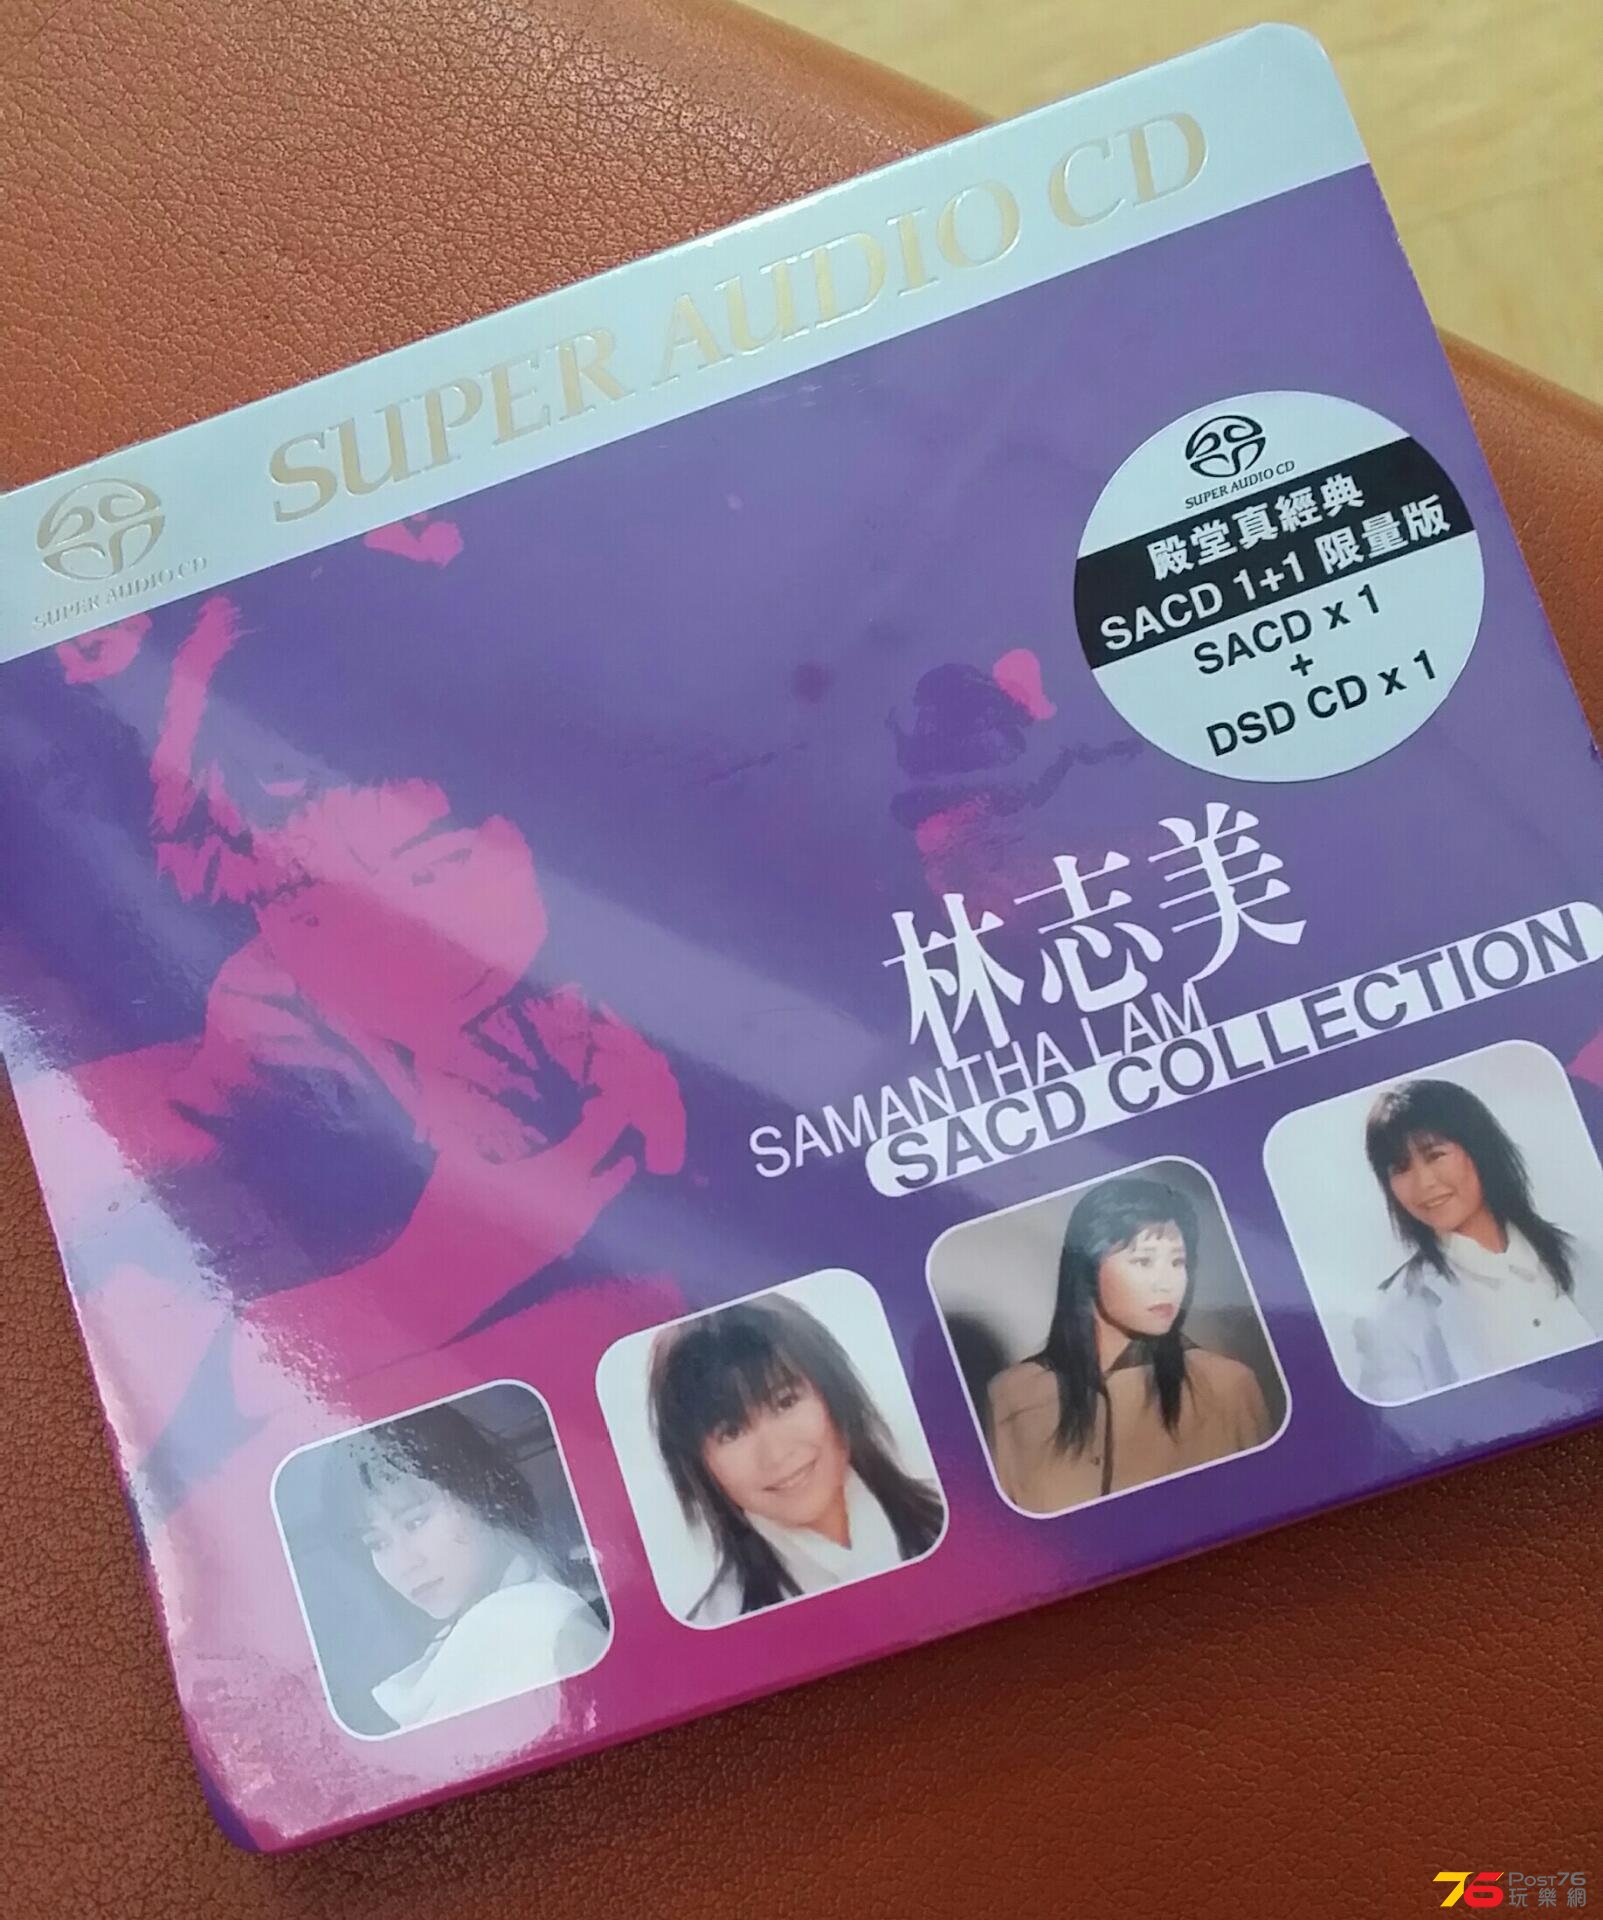 SUPER AUDIO CD
SUPER AUDIO CD
SUPER AUDIO CD
殿堂真經典
SACD 1+1 限量版
SACD x 1
+
DSD CD x 1
林志美
SAMANTHA LAM
SACD COLLECTION
76 Post76
玩樂網